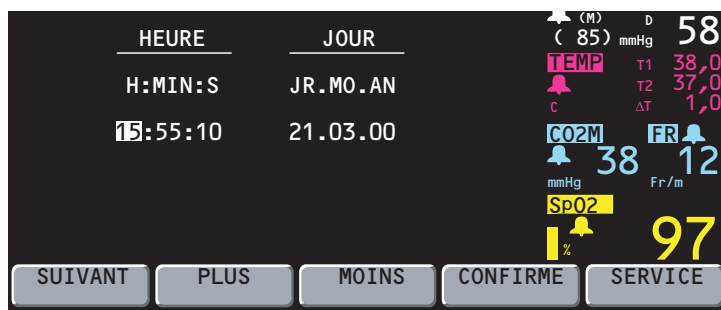 HEURE JOUR
H:MIN:S JR.MO.AN
15:55:10 21.03.00
(M) D 58
( 85) mmHg
TEMP T1 38,0
T2 37,0
C ΔT 1,0
CO2M FR
38 12
mmHg Fr/m
SpO2
% 97
SUIVANT PLUS MOINS CONFIRME SERVICE